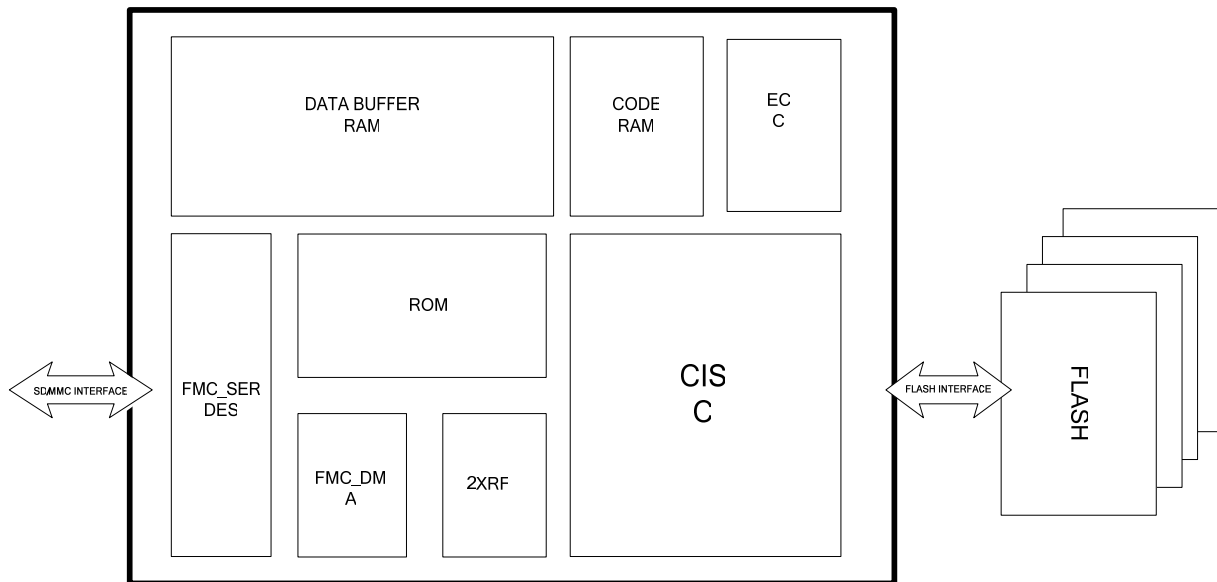 DATA BUFFER
RAM
CODE
RAM
EC
C
ROM
FMC_SER
DES
CIS
C
FMC_DM
A
2XRF
SD/MMC INTERFACE
FLASH INTERFACE
FLASH